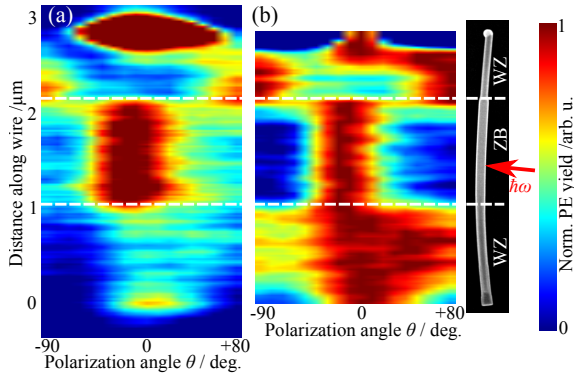 (a)
(b)
3
2
1
0
Distance along wire /µm
-90 0 +80
Polarization angle θ / deg.
-90 0 +80
Polarization angle θ / deg.
WZ
ZB
ħω
WZ
1
0
Norm. PE yield /arb. u.